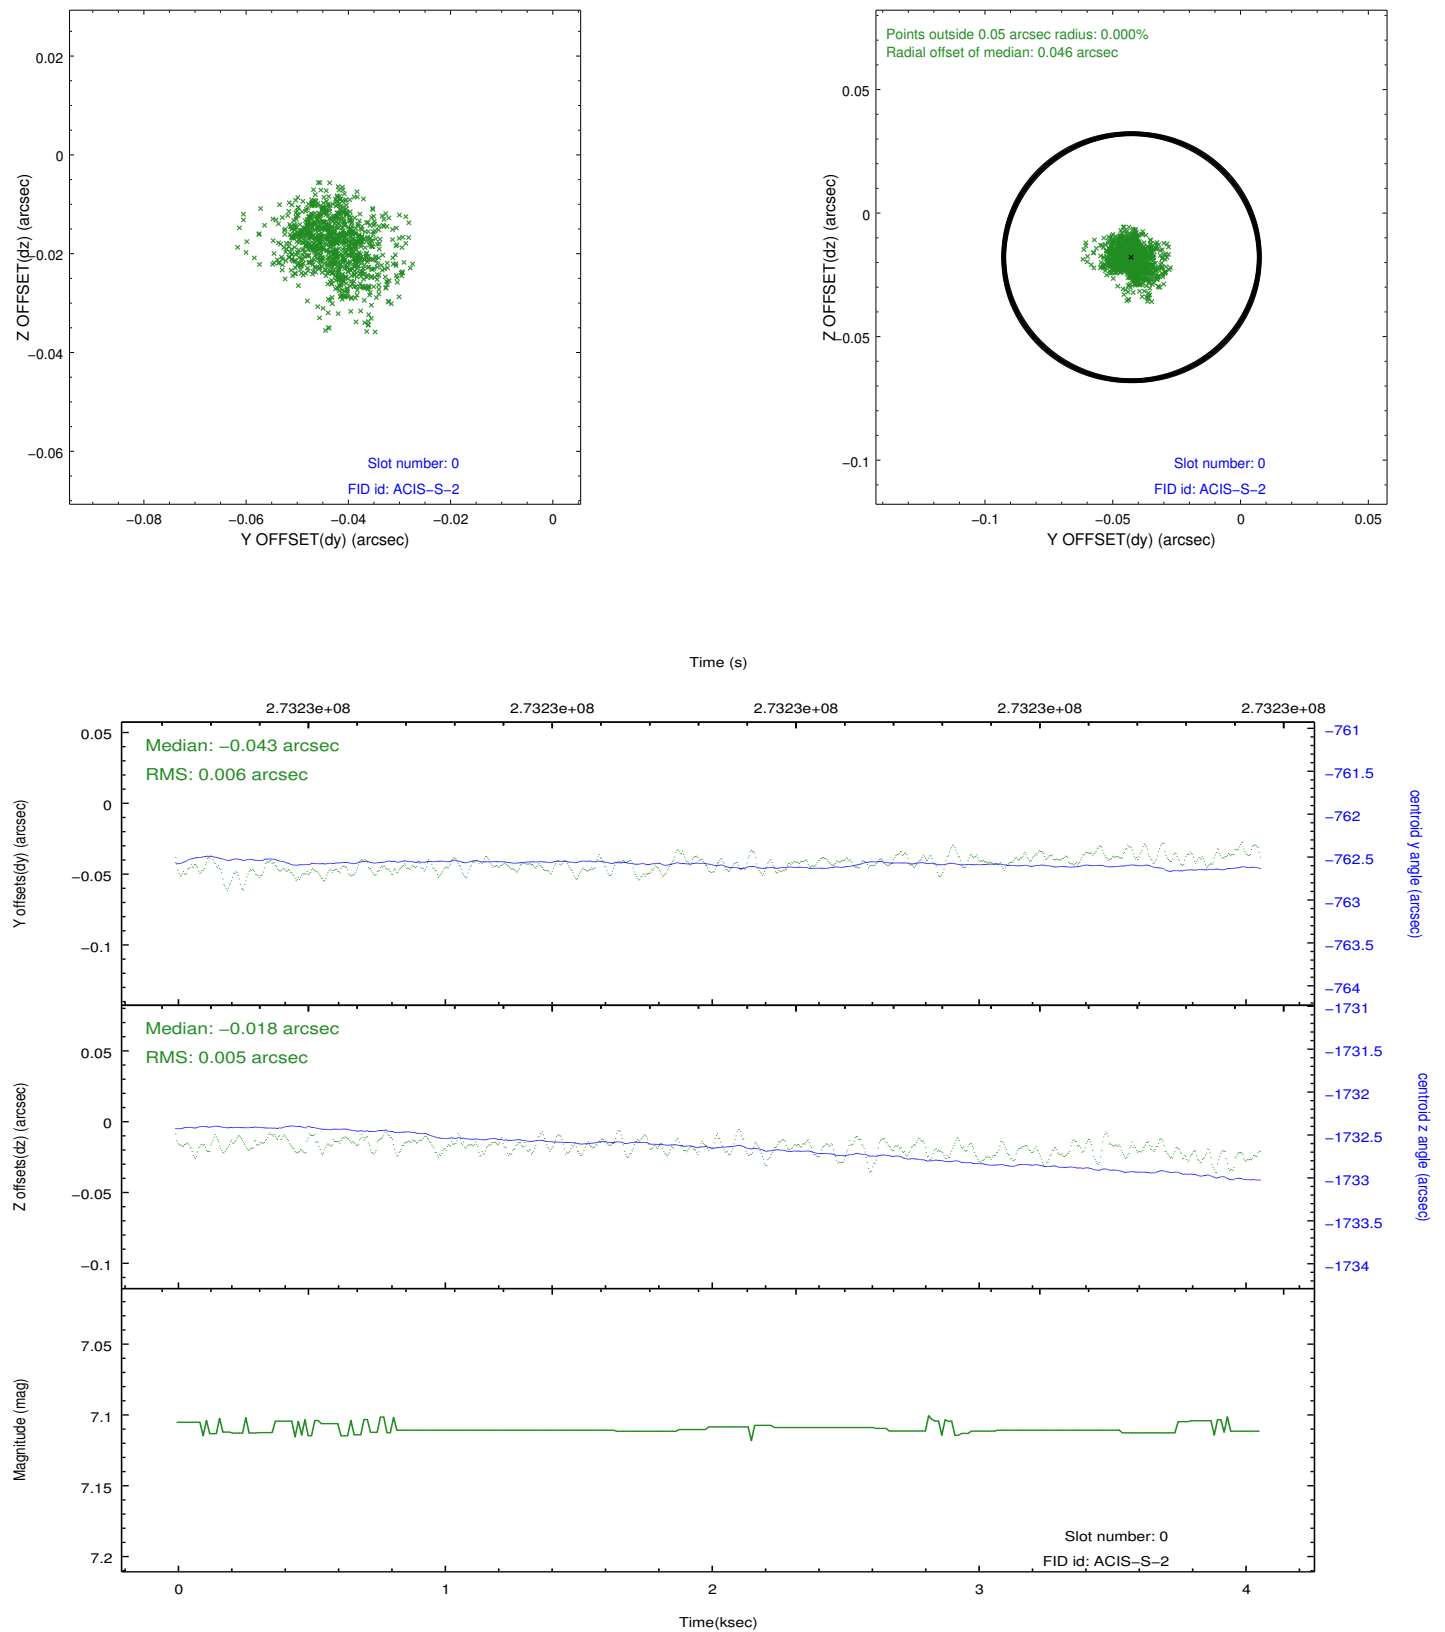 0.02
0
−0.02
−0.04
−0.06
Z OFFSET(dz) (arcsec)
Slot number: 0
FID id: ACIS−S−2
−0.08
−0.06
−0.04
−0.02
0
Y OFFSET(dy) (arcsec)
Points outside 0.05 arcsec radius: 0.000%
Radial offset of median: 0.046 arcsec
0.05
0
−0.05
−0.1
Z OFFSET(dz) (arcsec)
Slot number: 0
FID id: ACIS−S−2
−0.1
−0.05
0
0.05
Y OFFSET(dy) (arcsec)
Time (s)
2.7323e+08
2.7323e+08
2.7323e+08
2.7323e+08
2.7323e+08
Median: −0.043 arcsec
RMS: 0.006 arcsec
0.05
0
−0.05
−0.1
Y offsets(dy) (arcsec)
−761
−761.5
−762
−762.5
−763
−763.5
−764
centroid y angle (arcsec)
Median: −0.018 arcsec
RMS: 0.005 arcsec
0.05
0
−0.05
−0.1
Z offsets(dz) (arcsec)
−1731
−1731.5
−1732
−1732.5
−1733
−1733.5
−1734
centroid z angle (arcsec)
7.05
7.1
7.15
7.2
Magnitude (mag)
Slot number: 0
FID id: ACIS−S−2
0
1
2
3
4
Time(ksec)